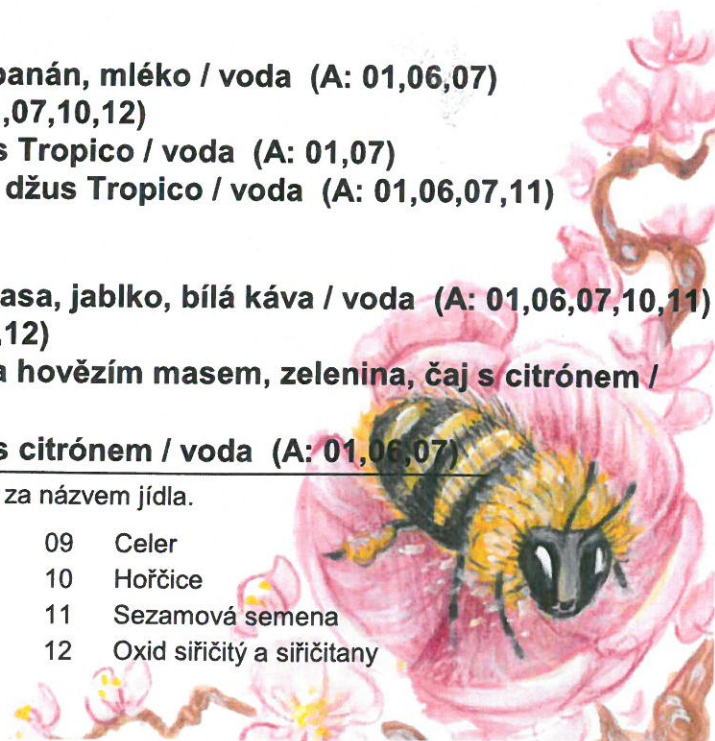 banán, mléko / voda (A: 01,06,07)
,07,10,12)
s Tropico / voda (A: 01,07)
džus Tropico / voda (A: 01,06,07,11)
asa, jablko, bílá káva / voda (A: 01,06,07,10,11)
,12)
a hovězím masem, zelenina, čaj s citrónem /
s citrónem / voda (A: 01,06,07)
za názvem jídla.
09 Celer
10 Hořčice
11 Sezamová semena
12 Oxid siřičitý a siřičitany